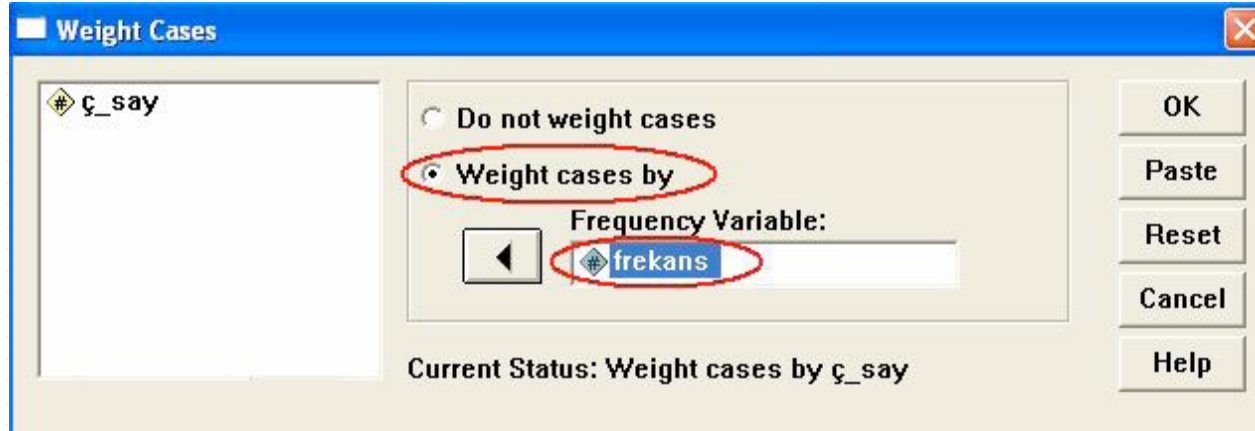 Weight Cases
ç_say
Do not weight cases
Weight cases by
Frequency Variable:
frekans
Current Status: Weight cases by ç_say
OK
Paste
Reset
Cancel
Help